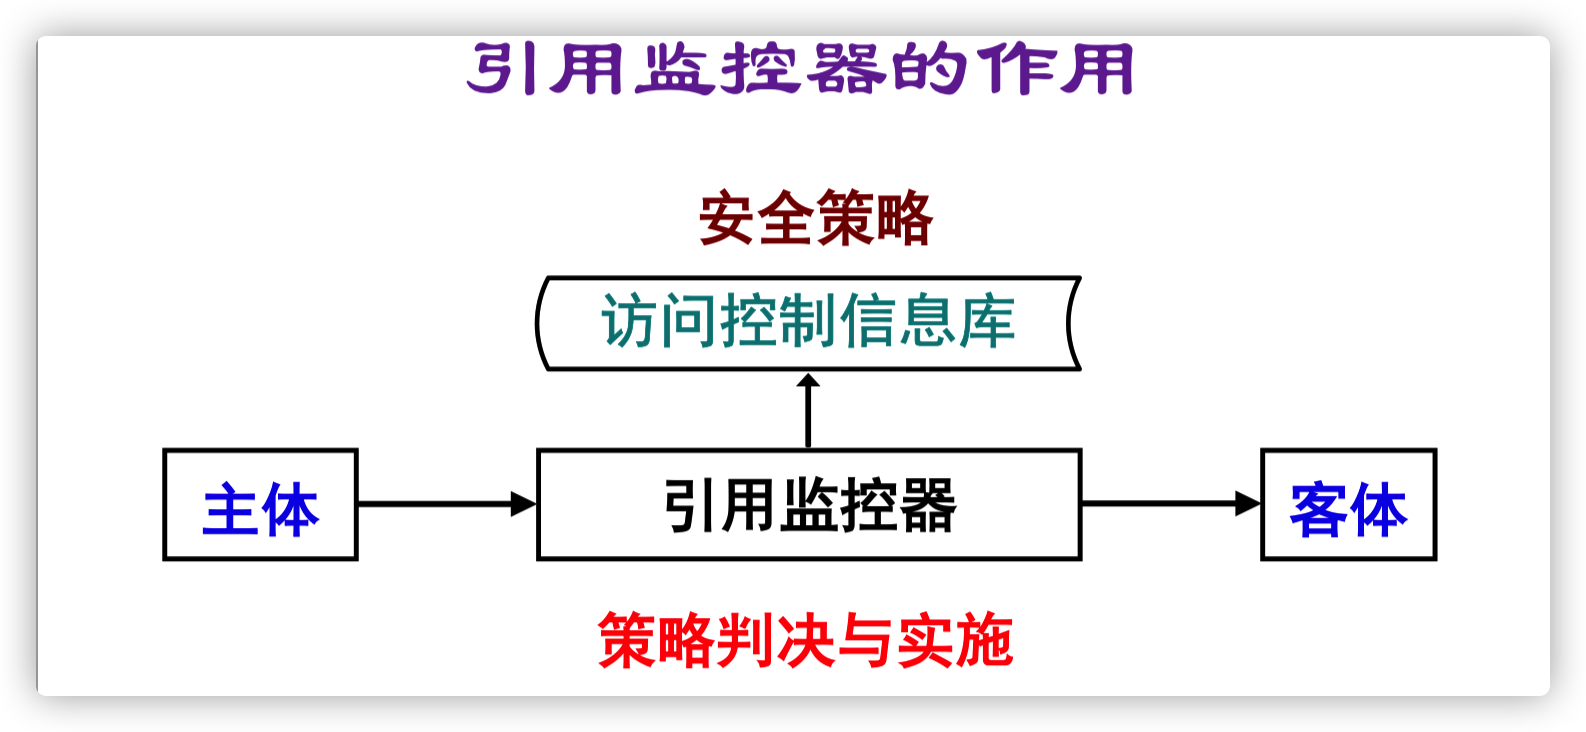 引用监控器的作用
安全策略
访问控制信息库
主体
引用监控器
客体
策略判决与实施